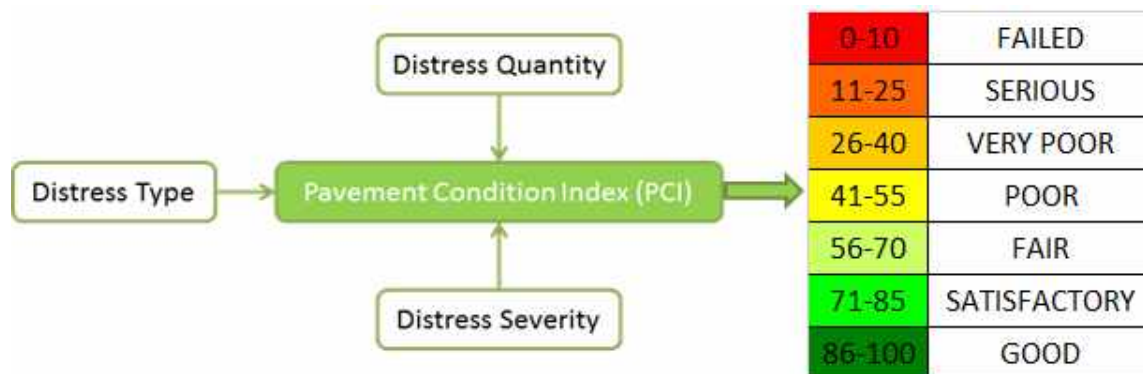 Distress Quantity
Distress Type
Pavement Condition Index (PCI)
Distress Severity
0-10 FAILED
11-25 SERIOUS
26-40 VERY POOR
41-55 POOR
56-70 FAIR
71-85 SATISFACTORY
86-100 GOOD